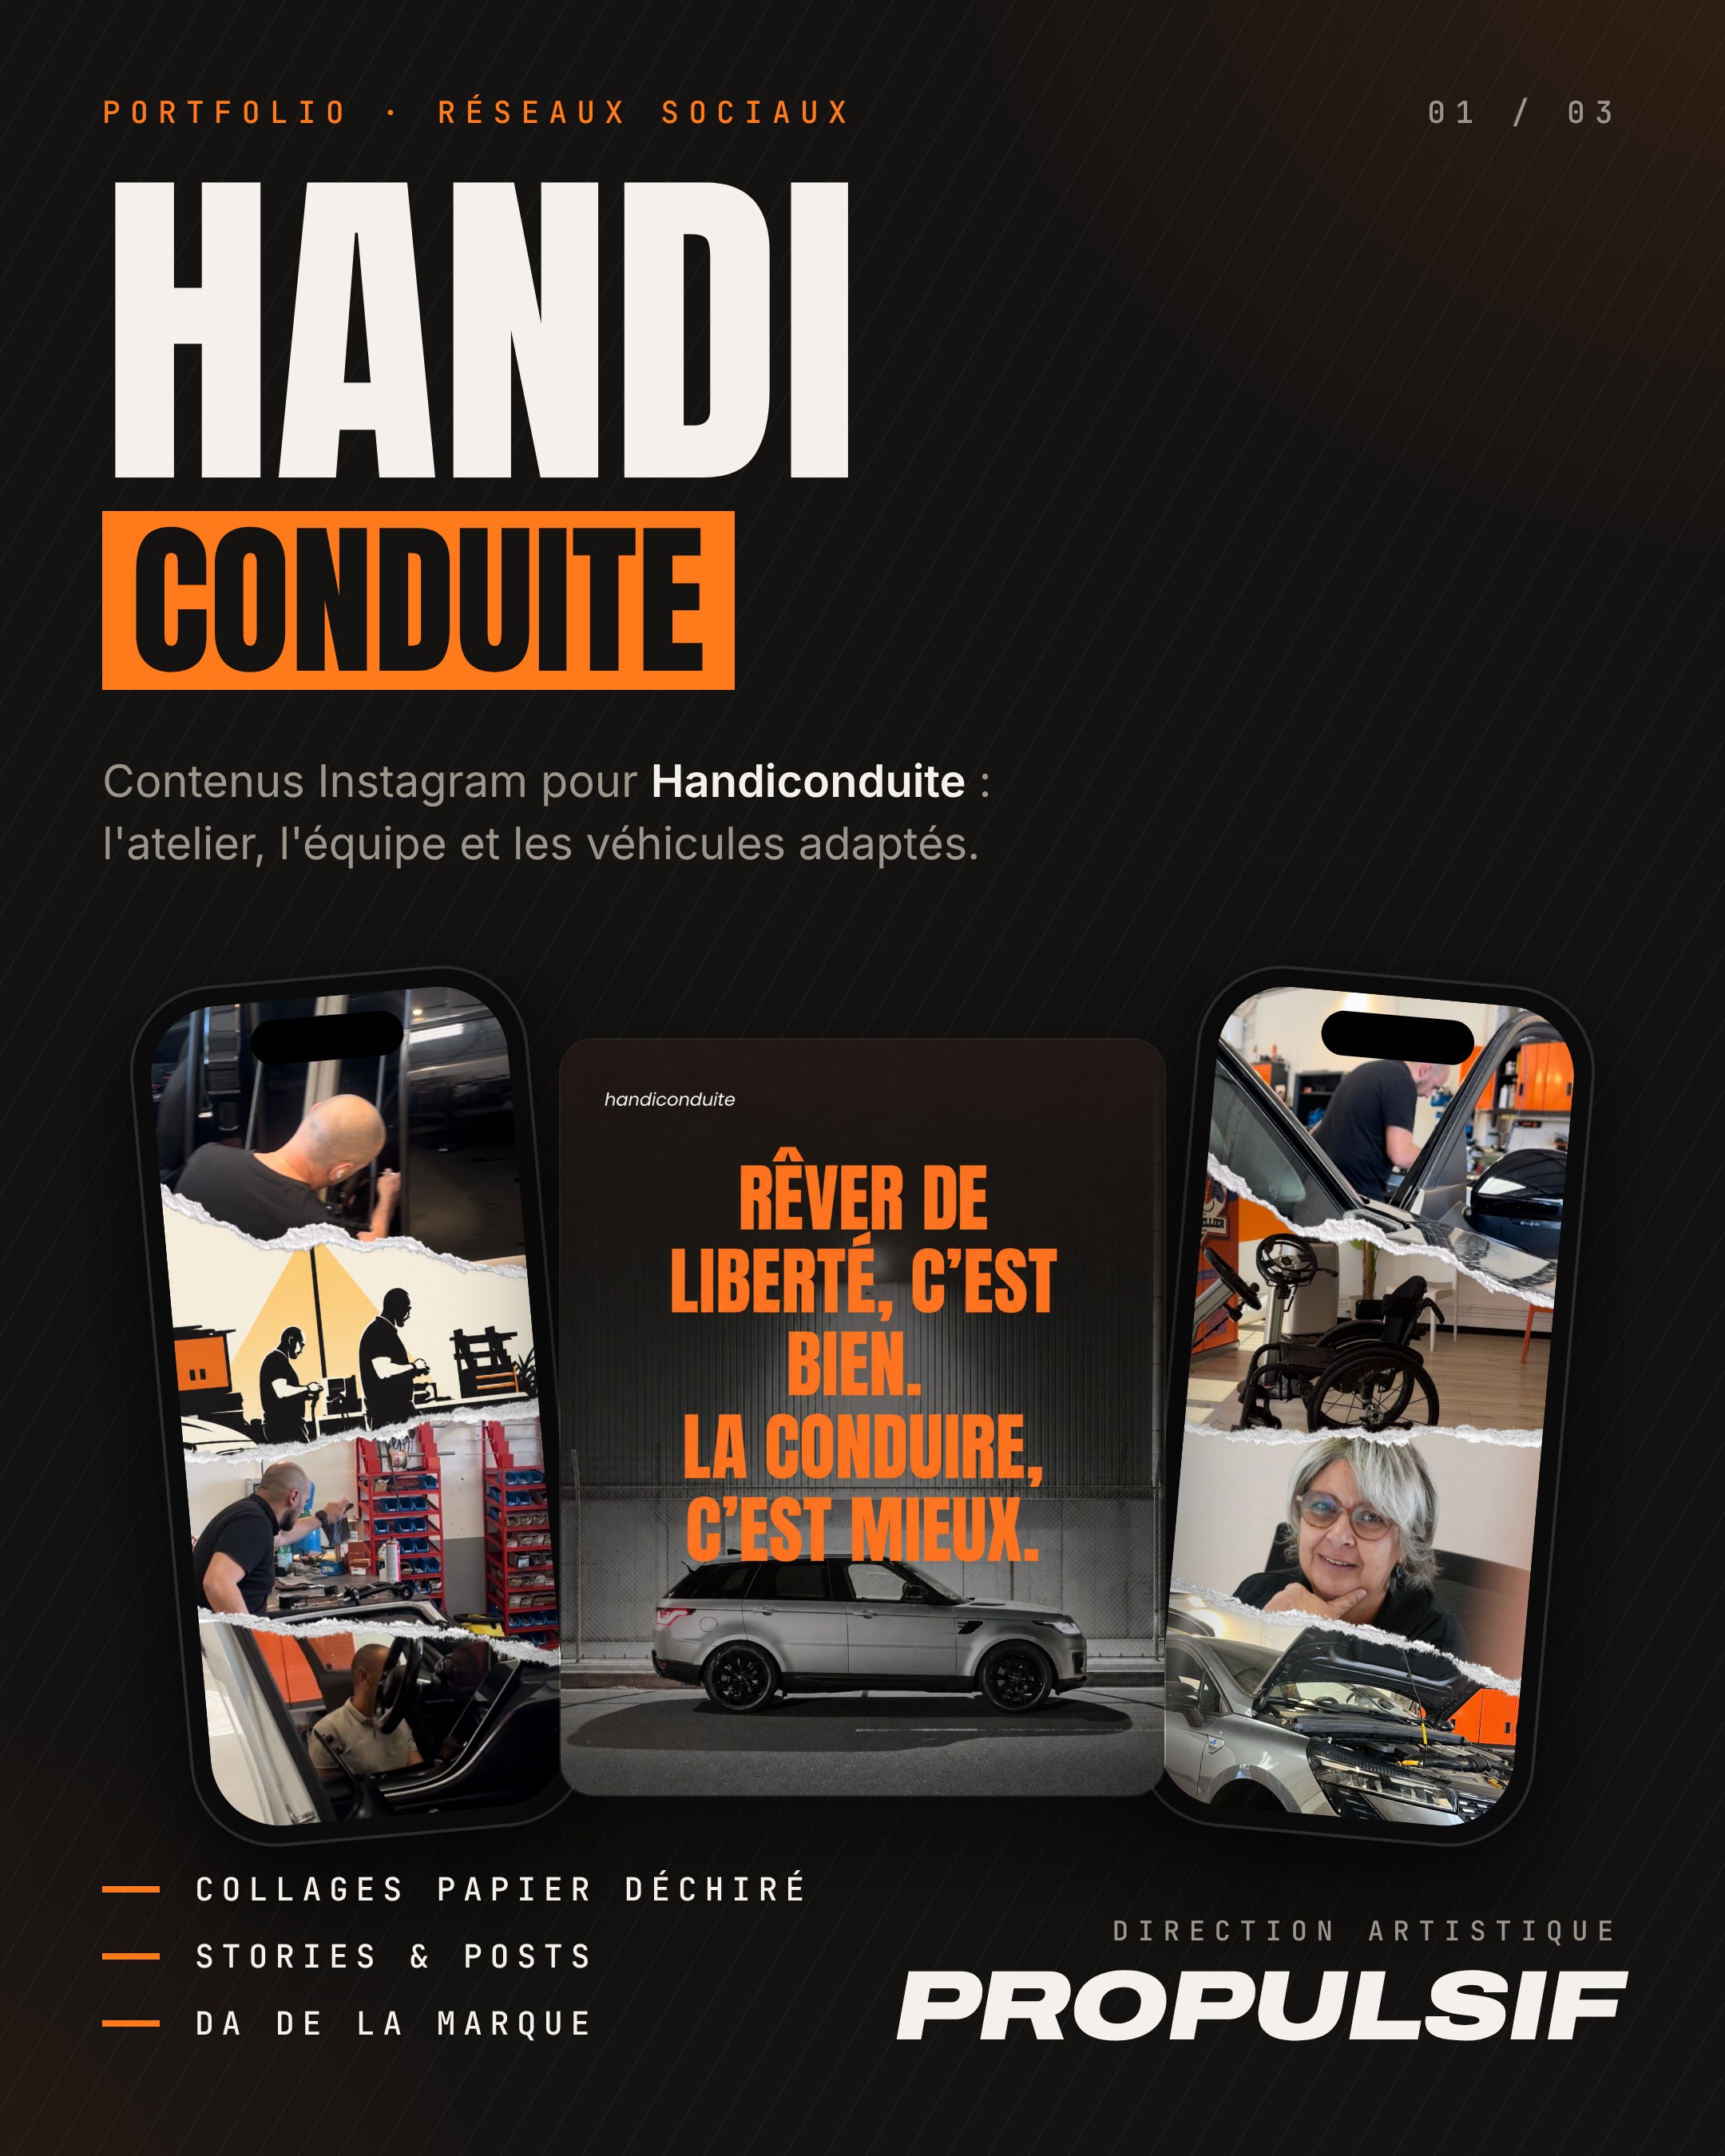 PORTFOLIO · RÉSEAUX SOCIAUX
01 / 03
HANDI
CONDUITE
Contenus Instagram pour Handiconduite :
l'atelier, l'équipe et les véhicules adaptés.
handiconduite
RÊVER DE
LIBERTÉ, C’EST
BIEN.
LA CONDUIRE,
C’EST MIEUX.
COLLAGES PAPIER DÉCHIRÉ
STORIES & POSTS
DA DE LA MARQUE
DIRECTION ARTISTIQUE
PROPULSIF